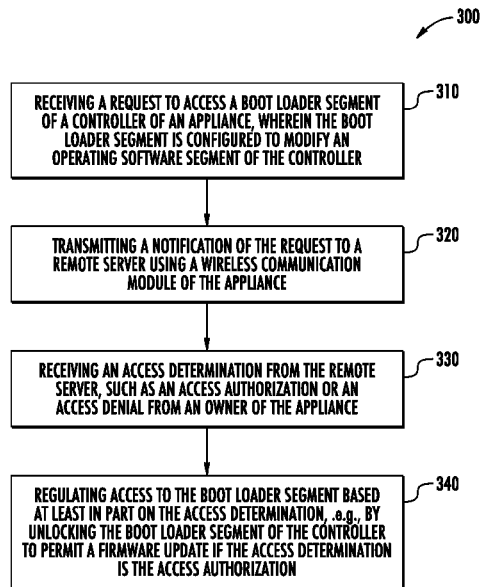 300
RECEIVING A REQUEST TO ACCESS A BOOT LOADER SEGMENT
OF A CONTROLLER OF AN APPLIANCE, WHEREIN THE BOOT
LOADER SEGMENT IS CONFIGURED TO MODIFY AN
OPERATING SOFTWARE SEGMENT OF THE CONTROLLER
310
TRANSMITTING A NOTIFICATION OF THE REQUEST TO A
REMOTE SERVER USING A WIRELESS COMMUNICATION
MODULE OF THE APPLIANCE
320
RECEIVING AN ACCESS DETERMINATION FROM THE REMOTE
SERVER, SUCH AS AN ACCESS AUTHORIZATION OR AN
ACCESS DENIAL FROM AN OWNER OF THE APPLIANCE
330
REGULATING ACCESS TO THE BOOT LOADER SEGMENT BASED
AT LEAST IN PART ON THE ACCESS DETERMINATION, .e.g., BY
UNLOCKING THE BOOT LOADER SEGMENT OF THE CONTROLLER
TO PERMIT A FIRMWARE UPDATE IF THE ACCESS DETERMINATION
IS THE ACCESS AUTHORIZATION
340